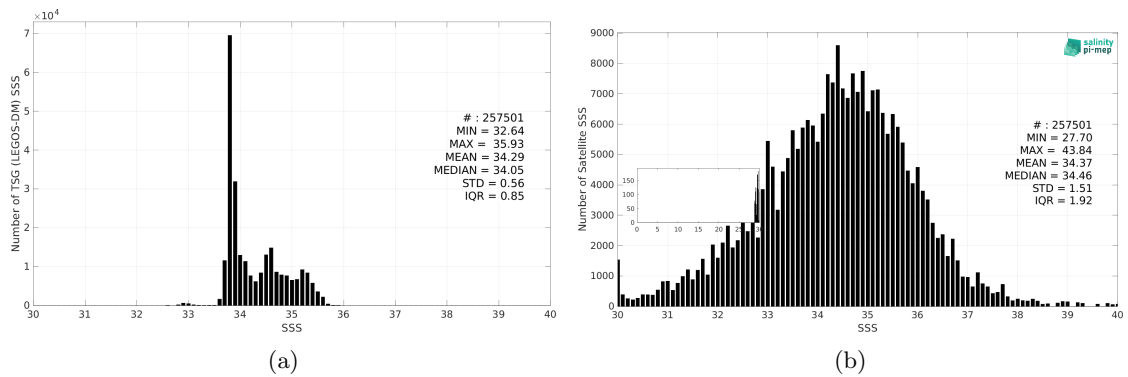 ×10⁴
7
6
5
4
3
2
1
0
Number of TSG (LEGOS-DM) SSS
# : 257501
MIN = 32.64
MAX = 35.93
MEAN = 34.29
MEDIAN = 34.05
STD = 0.56
IQR = 0.85
30 31 32 33 34 35 36 37 38 39 40
SSS
(a)
9000
8000
7000
6000
5000
4000
3000
2000
1000
0
Number of Satellite SSS
salinity
pi-mep
# : 257501
MIN = 27.70
MAX = 43.84
MEAN = 34.37
MEDIAN = 34.46
STD = 1.51
IQR = 1.92
150
100
50
0
0 5 10 15 20 25 30
30 31 32 33 34 35 36 37 38 39 40
SSS
(b)